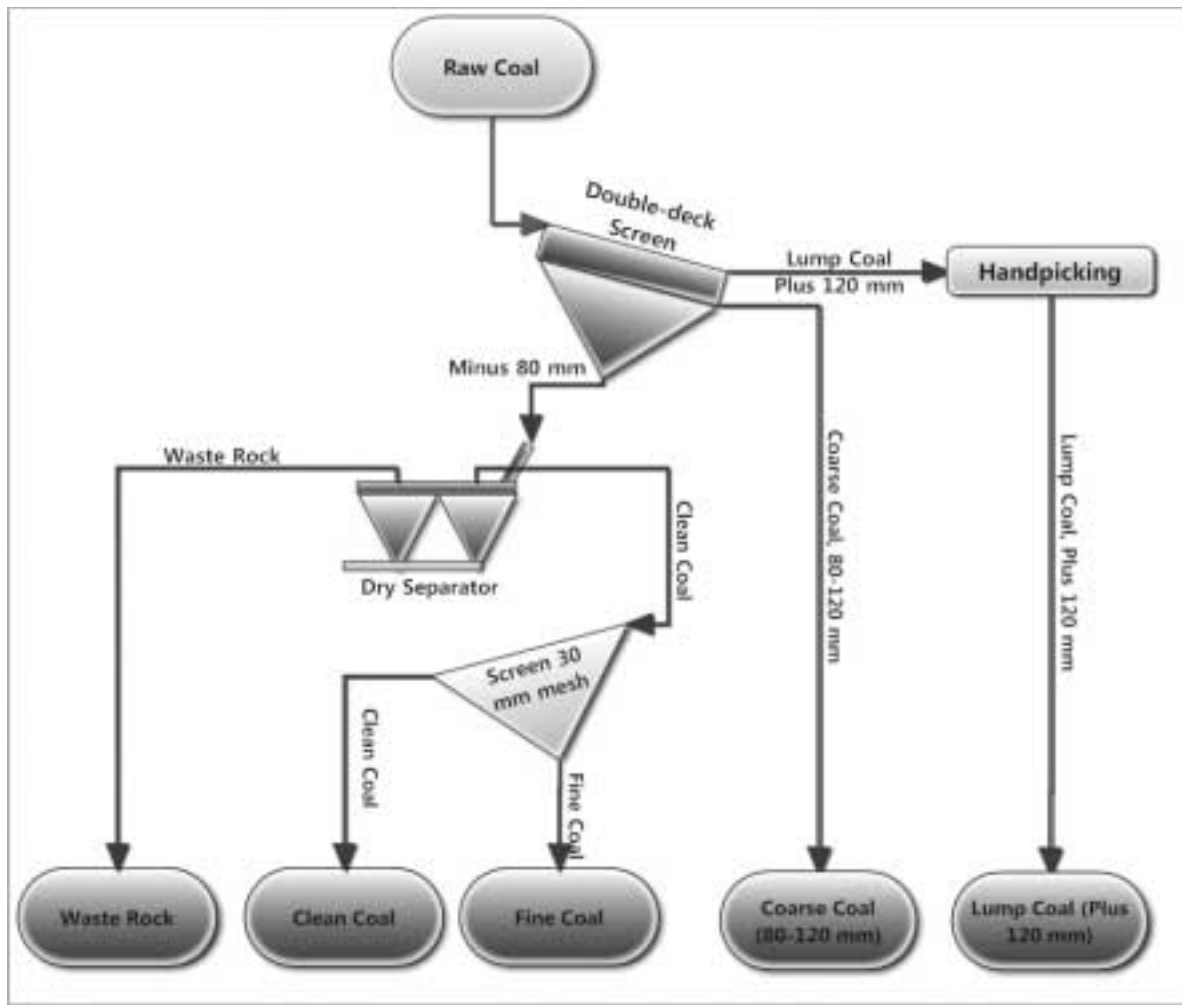 Raw Coal
Double-deck
Screen
Lump Coal
Plus 120 mm
Handpicking
Minus 80 mm
Waste Rock
Dry Separator
Clean Coal
Coarse Coal, 80-120 mm
Lump Coal, Plus 120 mm
Screen 30
mm mesh
Clean Coal
Fine Coal
Waste Rock
Clean Coal
Fine Coal
Coarse Coal
(80-120 mm)
Lump Coal (Plus
120 mm)